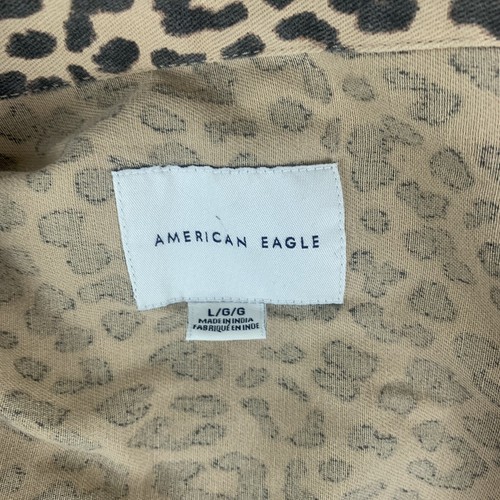 AMERICAN EAGLE
L/G/G
MADE IN INDIA
FABRIQUÉ EN INDE